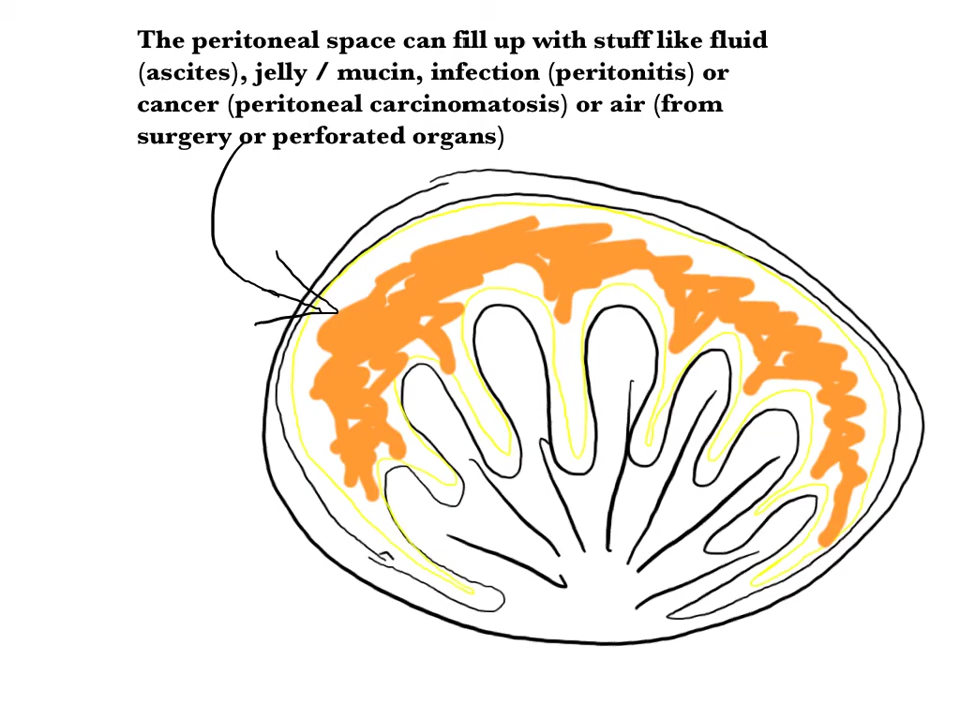 The peritoneal space can fill up with stuff like fluid
(ascites), jelly / mucin, infection (peritonitis) or
cancer (peritoneal carcinomatosis) or air (from
surgery or perforated organs)